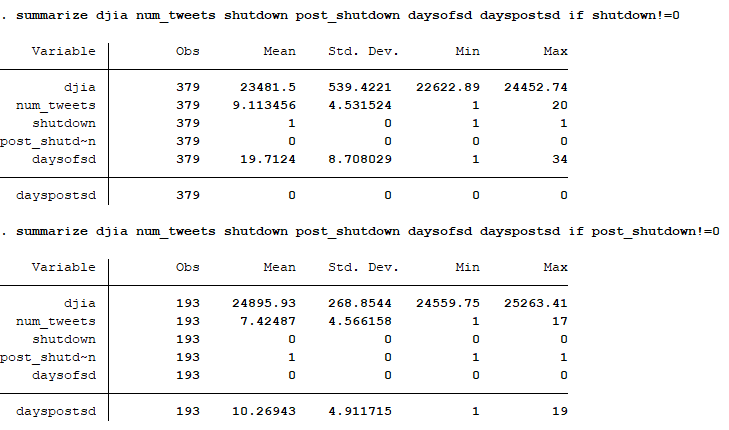 . summarize djia num_tweets shutdown post_shutdown daysofsd dayspostsd if shutdown!=0
Variable Obs Mean Std. Dev. Min Max
djia 379 23481.5 539.4221 22622.89 24452.74
num_tweets 379 9.113456 4.531524 1 20
shutdown 379 1 0 1 1
post_shutd~n 379 0 0 0 0
daysofsd 379 19.7124 8.708029 1 34
dayspostsd 379 0 0 0 0
. summarize djia num_tweets shutdown post_shutdown daysofsd dayspostsd if post_shutdown!=0
Variable Obs Mean Std. Dev. Min Max
djia 193 24895.93 268.8544 24559.75 25263.41
num_tweets 193 7.42487 4.566158 1 17
shutdown 193 0 0 0 0
post_shutd~n 193 1 0 1 1
daysofsd 193 0 0 0 0
dayspostsd 193 10.26943 4.911715 1 19